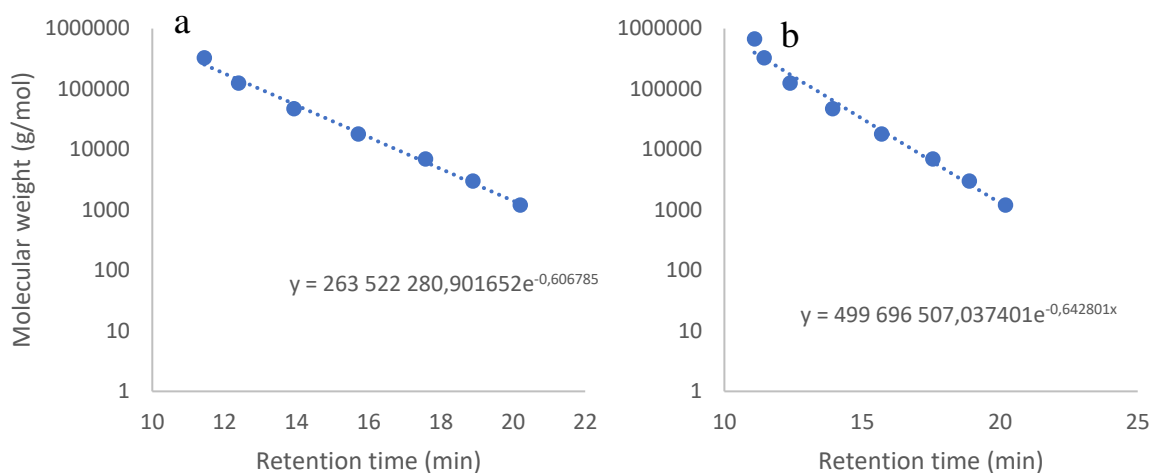 Molecular weight (g/mol)
a
1000000
100000
10000
1000
100
10
1
y = 263 522 280,901652e-0,606785
10 12 14 16 18 20 22
Retention time (min)
b
1000000
100000
10000
1000
100
10
1
y = 499 696 507,037401e-0,642801x
10 15 20 25
Retention time (min)